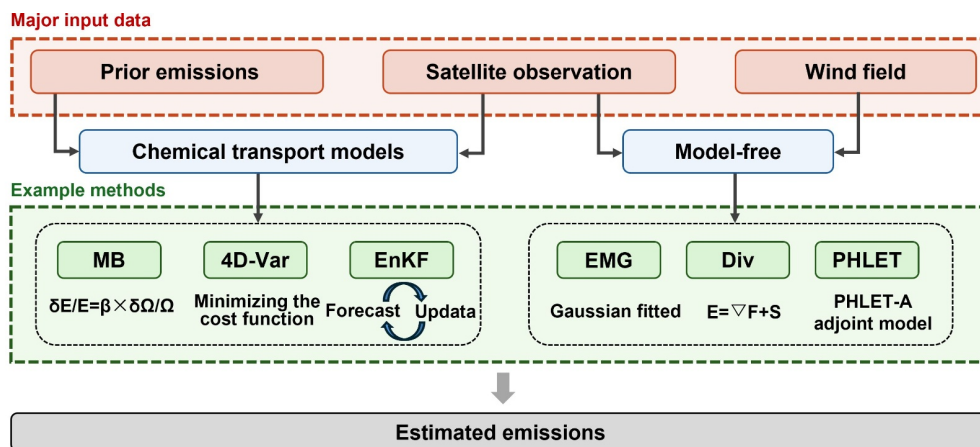 Major input data
Prior emissions
Satellite observation
Wind field
Chemical transport models
Model-free
Example methods
MB
4D-Var
EnKF
EMG
Div
PHLET
δE/E=β×δΩ/Ω
Minimizing the
cost function
Forecast
Updata
Gaussian fitted
E=▽F+S
PHLET-A
adjoint model
Estimated emissions